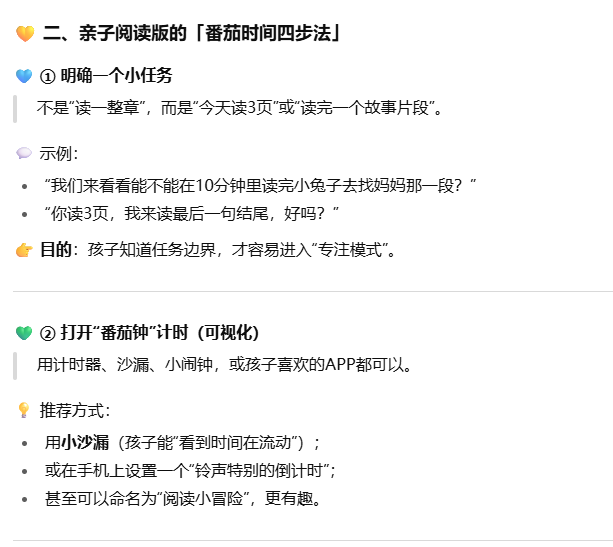 二、亲子阅读版的「番茄时间四步法」
① 明确一个小任务
不是“读一整章”，而是“今天读3页”或“读完一个故事片段”。
示例：
“我们来看看能不能在10分钟里读完小兔子去找妈妈那一段？”
“你读3页，我来读最后一句结尾，好吗？”
目的：孩子知道任务边界，才容易进入“专注模式”。
② 打开“番茄钟”计时（可视化）
用计时器、沙漏、小闹钟，或孩子喜欢的APP都可以。
推荐方式：
用小沙漏（孩子能“看到时间在流动”）；
或在手机上设置一个“铃声特别的倒计时”；
甚至可以命名为“阅读小冒险”，更有趣。